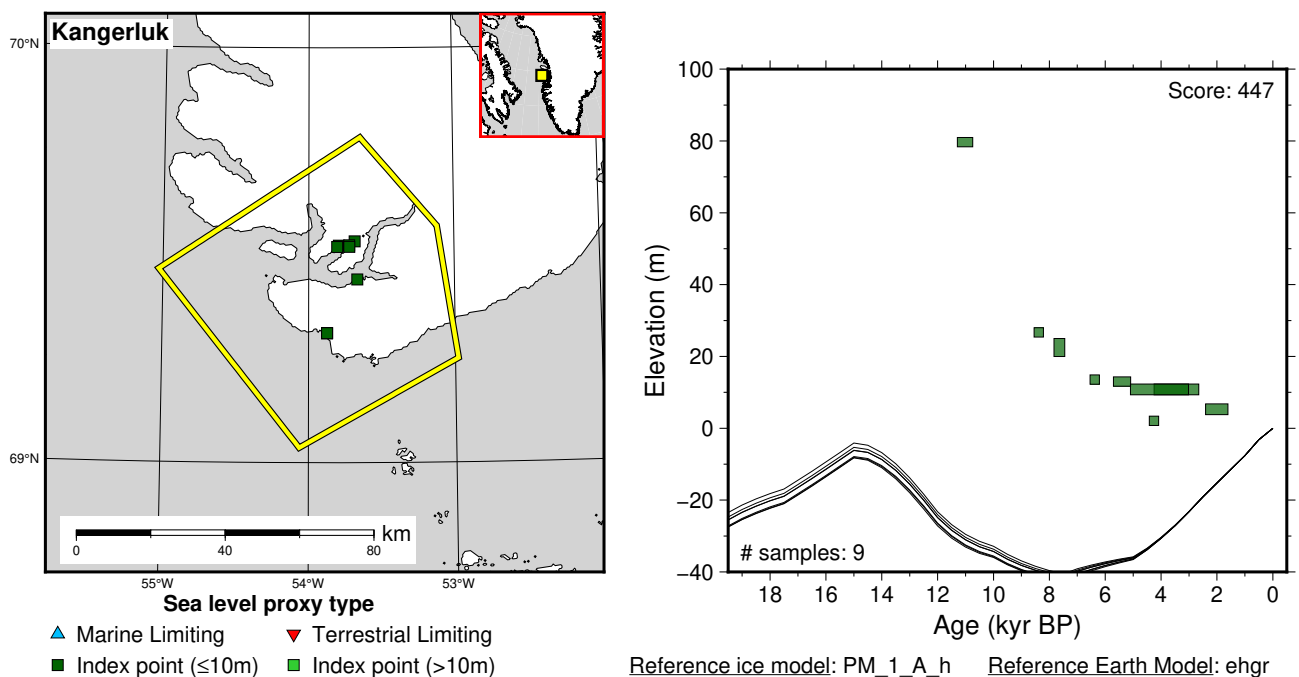 Kangerluk
70°N
69°N
55°W
54°W
53°W
0
40
80
km
Sea level proxy type
Marine Limiting
Terrestrial Limiting
Index point (≤10m)
Index point (>10m)
Score: 447
# samples: 9
Elevation (m)
100
80
60
40
20
0
−20
−40
18 16 14 12 10 8 6 4 2 0
Age (kyr BP)
Reference ice model: PM_1_A_h
Reference Earth Model: ehgr